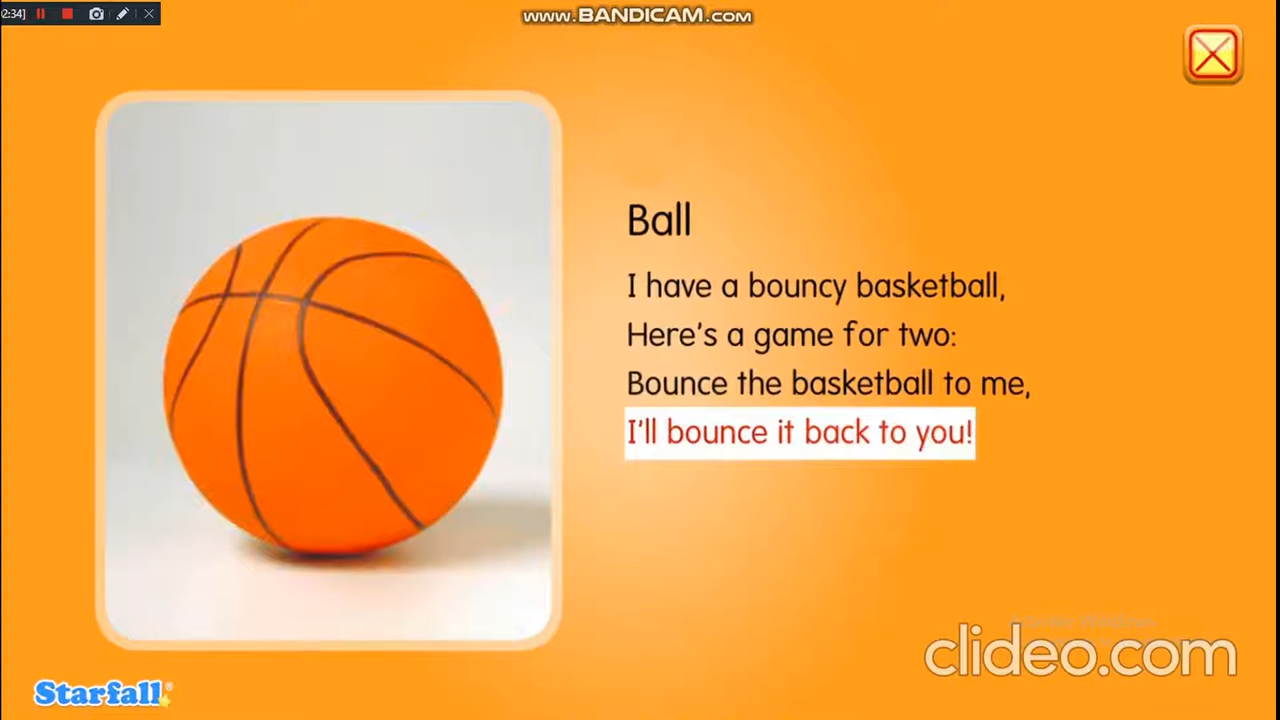 2:34]
www.BANDICAM.com
Ball
I have a bouncy basketball,
Here's a game for two:
Bounce the basketball to me,
I'll bounce it back to you!
clideo.com
Starfall®